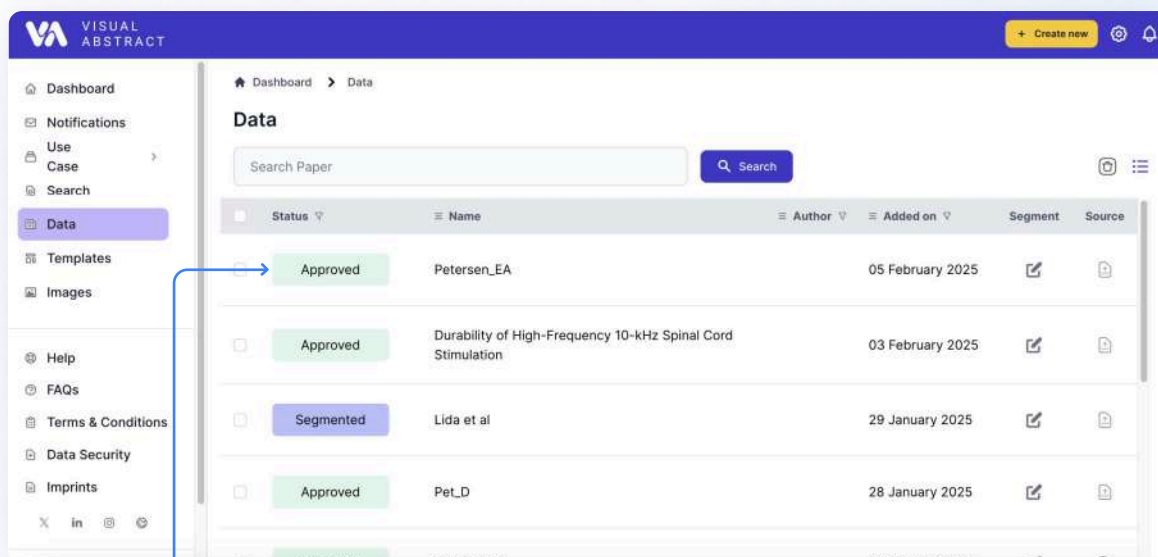 VISUAL
ABSTRACT
+ Create new
Dashboard
Notifications
Use
Case
Search
Data
Templates
Images
Help
FAQs
Terms & Conditions
Data Security
Imprints
Dashboard > Data
Data
Search Paper
Search
Status Name Author Added on Segment Source
Approved Petersen_EA 05 February 2025
Approved Durability of High-Frequency 10-kHz Spinal Cord
Stimulation 03 February 2025
Segmented Lida et al 29 January 2025
Approved Pet_D 28 January 2025